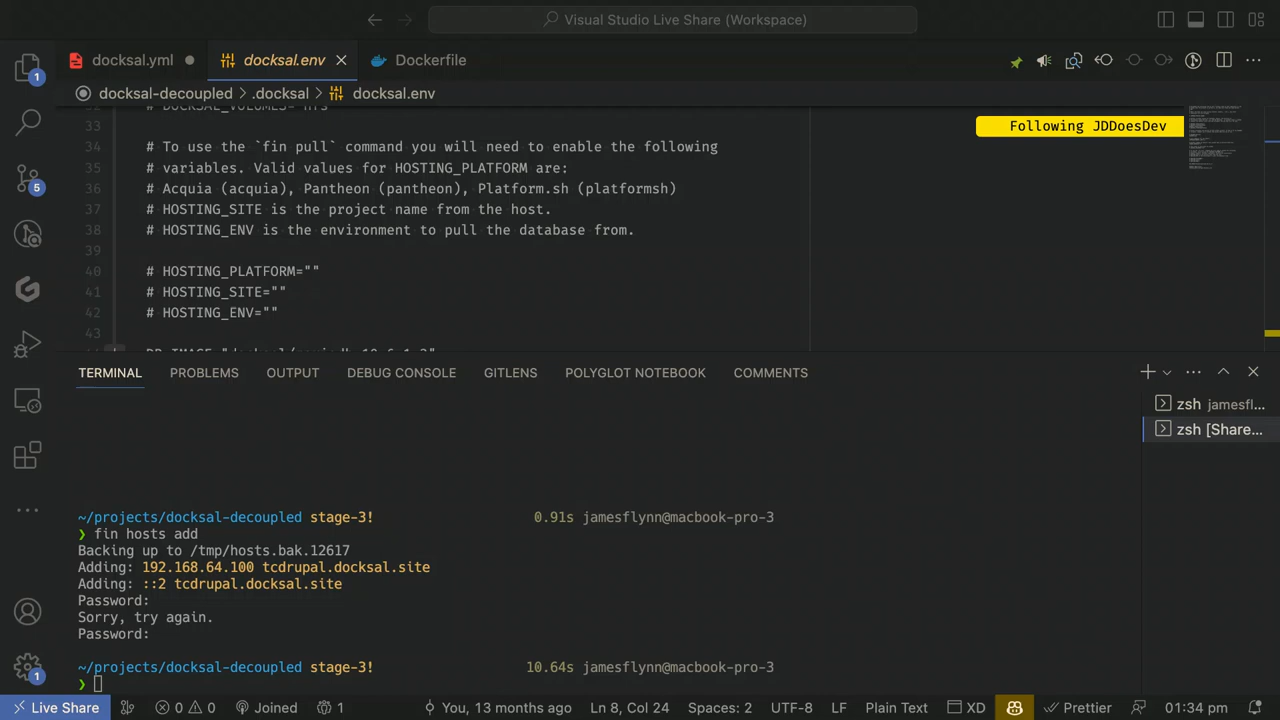 Visual Studio Live Share (Workspace)
docksal.yml
docksal.env
Dockerfile
docksal-decoupled > .docksal > docksal.env
Following JDDoesDev
33
34 # To use the `fin pull` command you will need to enable the following
35 # variables. Valid values for HOSTING_PLATFORM are:
36 # Acquia (acquia), Pantheon (pantheon), Platform.sh (platformsh)
37 # HOSTING_SITE is the project name from the host.
38 # HOSTING_ENV is the environment to pull the database from.
39
40 # HOSTING_PLATFORM=""
41 # HOSTING_SITE=""
42 # HOSTING_ENV=""
43
TERMINAL PROBLEMS OUTPUT DEBUG CONSOLE GITLENS POLYGLOT NOTEBOOK COMMENTS
zsh jamesfl...
zsh [Share...
~/projects/docksal-decoupled stage-3! 0.91s jamesflynn@macbook-pro-3
❯ fin hosts add
Backing up to /tmp/hosts.bak.12617
Adding: 192.168.64.100 tcdrupal.docksal.site
Adding: ::2 tcdrupal.docksal.site
Password:
Sorry, try again.
Password:
~/projects/docksal-decoupled stage-3! 10.64s jamesflynn@macbook-pro-3
❯
1
5
1
Live Share 0 0 Joined 1 You, 13 months ago Ln 8, Col 24 Spaces: 2 UTF-8 LF Plain Text XD Prettier 01:34 pm